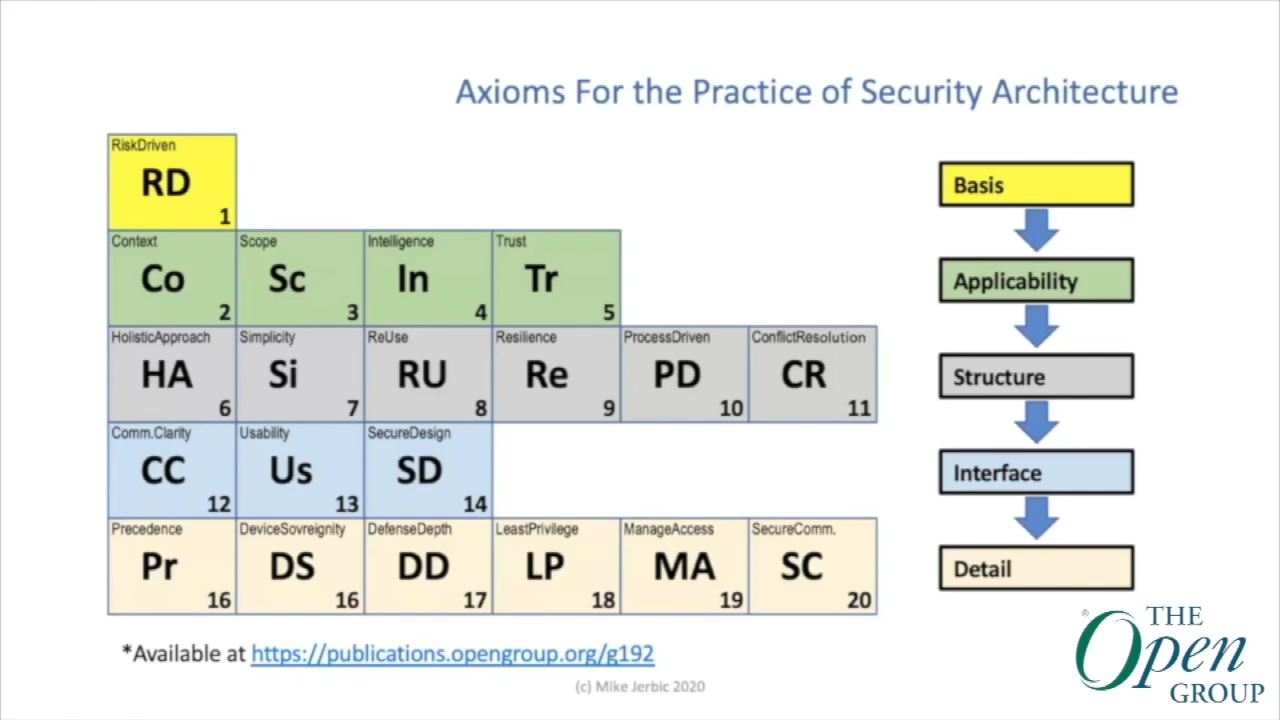 Axioms For the Practice of Security Architecture
RiskDriven
RD
1
Basis
Context
Co
2
Scope
Sc
3
Intelligence
In
4
Trust
Tr
5
Applicability
HolisticApproach
HA
6
Simplicity
Si
7
ReUse
RU
8
Resilience
Re
9
ProcessDriven
PD
10
ConflictResolution
CR
11
Structure
Comm.Clarity
CC
12
Usability
Us
13
SecureDesign
SD
14
Interface
Precedence
Pr
16
DeviceSovreignity
DS
16
DefenseDepth
DD
17
LeastPrivilege
LP
18
ManageAccess
MA
19
SecureComm.
SC
20
Detail
*Available at https://publications.opengroup.org/g192
(c) Mike Jerbic 2020
® THE
Open
GROUP